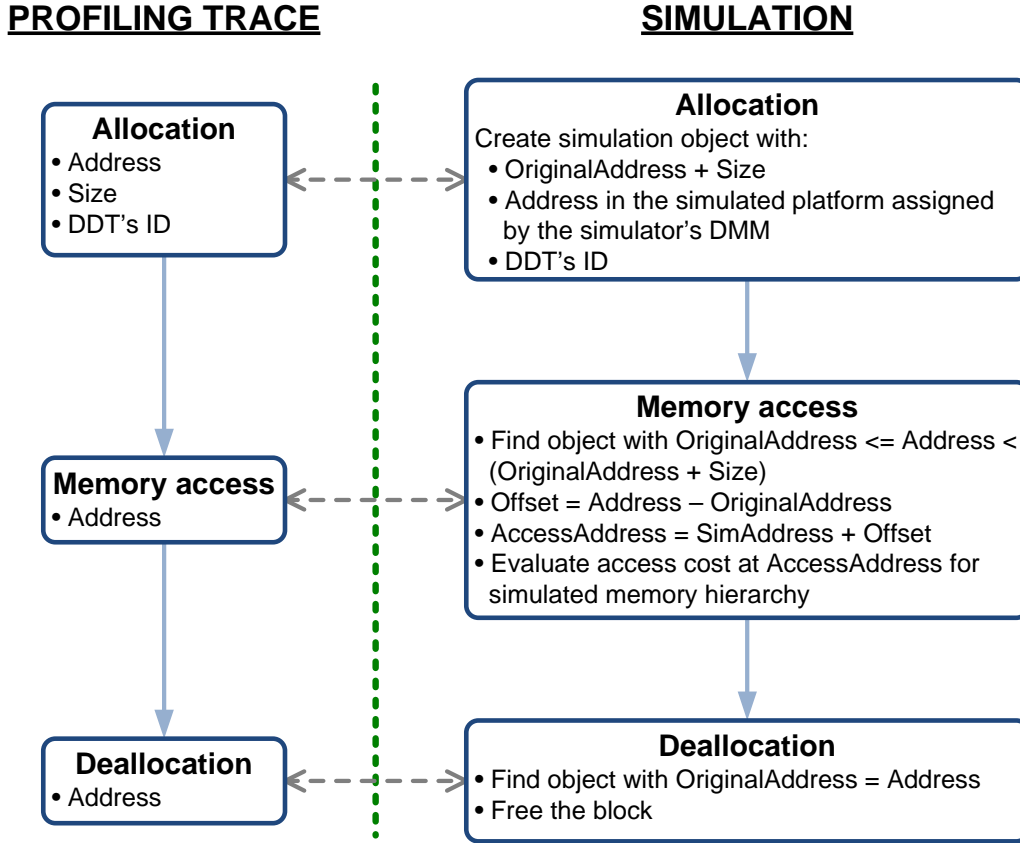 PROFILING TRACE
SIMULATION
Allocation
• Address
• Size
• DDT's ID
Allocation
Create simulation object with:
• OriginalAddress + Size
• Address in the simulated platform assigned
by the simulator's DMM
• DDT's ID
Memory access
• Address
Memory access
• Find object with OriginalAddress <= Address <
(OriginalAddress + Size)
• Offset = Address – OriginalAddress
• AccessAddress = SimAddress + Offset
• Evaluate access cost at AccessAddress for
simulated memory hierarchy
Deallocation
• Address
Deallocation
• Find object with OriginalAddress = Address
• Free the block